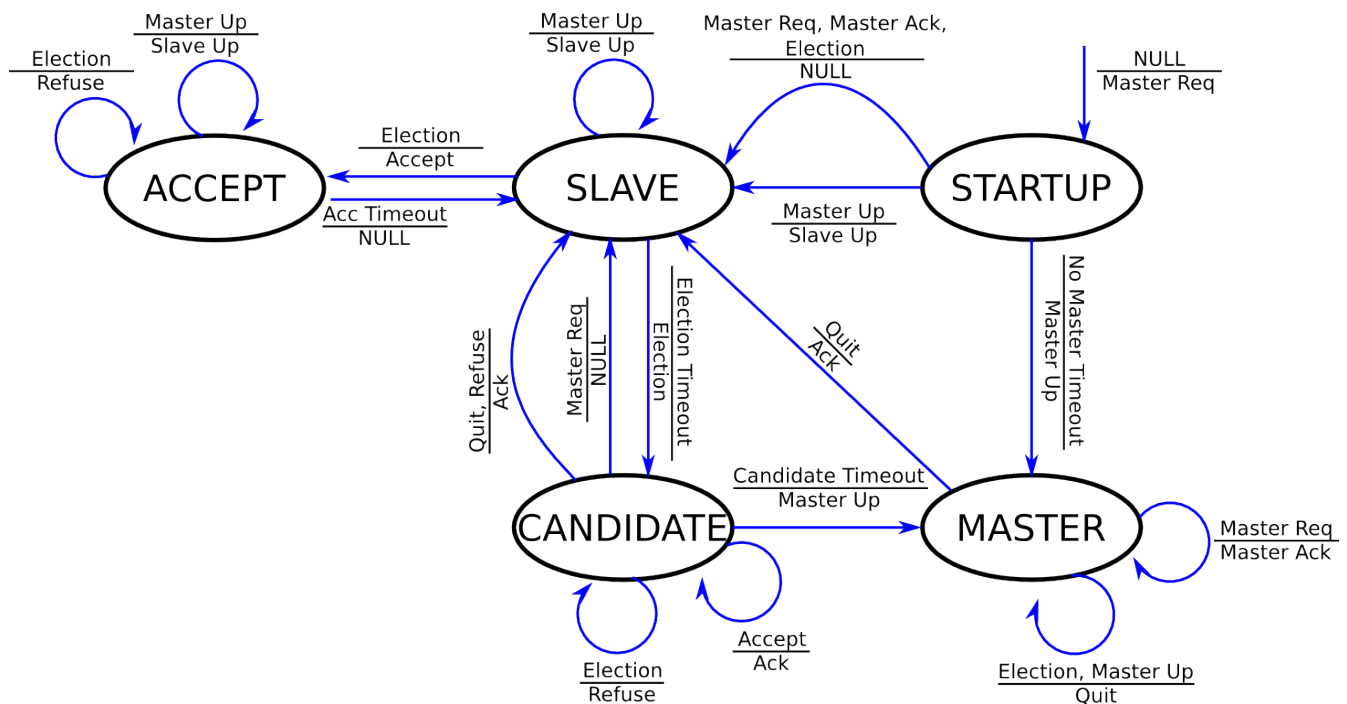 Master Up
Slave Up
Election
Refuse
ACCEPT
Election
Accept
Acc Timeout
NULL
Master Up
Slave Up
SLAVE
Master Req, Master Ack,
Election
NULL
Master Up
Slave Up
NULL
Master Req
STARTUP
No Master Timeout
Master Up
Quit, Refuse
Ack
Master Req
NULL
Election Timeout
Election
Quit
Ack
CANDIDATE
Candidate Timeout
Master Up
MASTER
Master Req
Master Ack
Election
Refuse
Accept
Ack
Election, Master Up
Quit